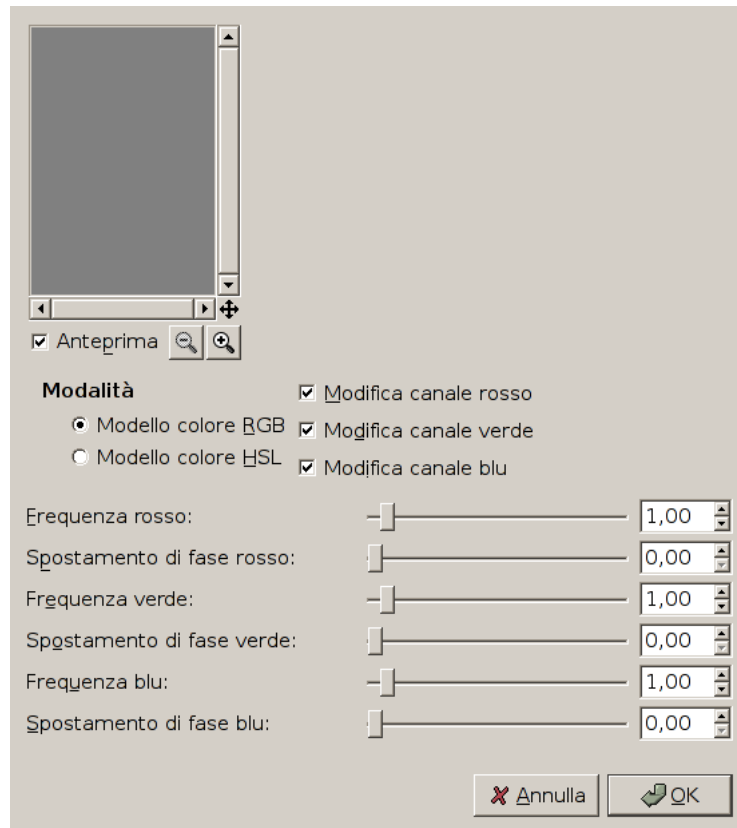 Anteprima
Modalità
Modello colore RGB
Modello colore HSL
Modifica canale rosso
Modifica canale verde
Modifica canale blu
Frequenza rosso: 1,00
Spostamento di fase rosso: 0,00
Frequenza verde: 1,00
Spostamento di fase verde: 0,00
Frequenza blu: 1,00
Spostamento di fase blu: 0,00
Annulla OK